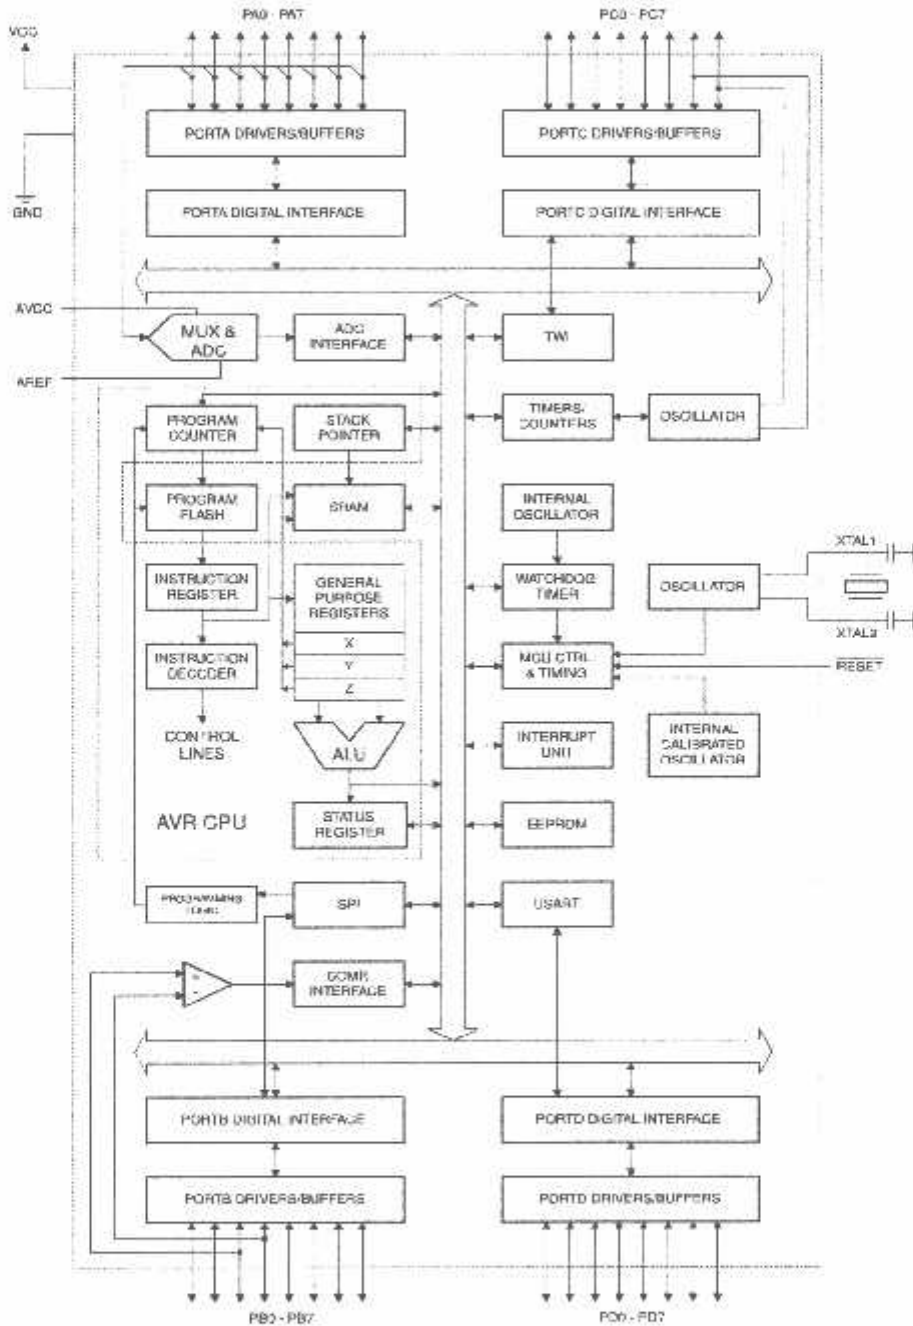 PA0 - PA7
PC0 - PC7
VCC
PORTA DRIVERS/BUFFERS
PORTC DRIVERS/BUFFERS
GND
PORTA DIGITAL INTERFACE
PORTC DIGITAL INTERFACE
AVCC
MUX &
ADC
ADC
INTERFACE
TWI
AREF
PROGRAM
COUNTER
STACK
POINTER
TIMERS/
COUNTERS
OSCILLATOR
PROGRAM
FLASH
SRAM
INTERNAL
OSCILLATOR
XTAL1
INSTRUCTION
REGISTER
GENERAL
PURPOSE
REGISTERS
WATCHDOG
TIMER
OSCILLATOR
X
XTAL2
INSTRUCTION
DECODER
Y
MCU CTRL
& TIMING
RESET
Z
CONTROL
LINES
ALU
INTERRUPT
UNIT
INTERNAL
CALIBRATED
OSCILLATOR
AVR CPU
STATUS
REGISTER
EEPROM
PROGRAMMING
LOGIC
SPI
USART
+
-
COMP.
INTERFACE
PORTB DIGITAL INTERFACE
PORTD DIGITAL INTERFACE
PORTB DRIVERS/BUFFERS
PORTD DRIVERS/BUFFERS
PB0 - PB7
PD0 - PD7